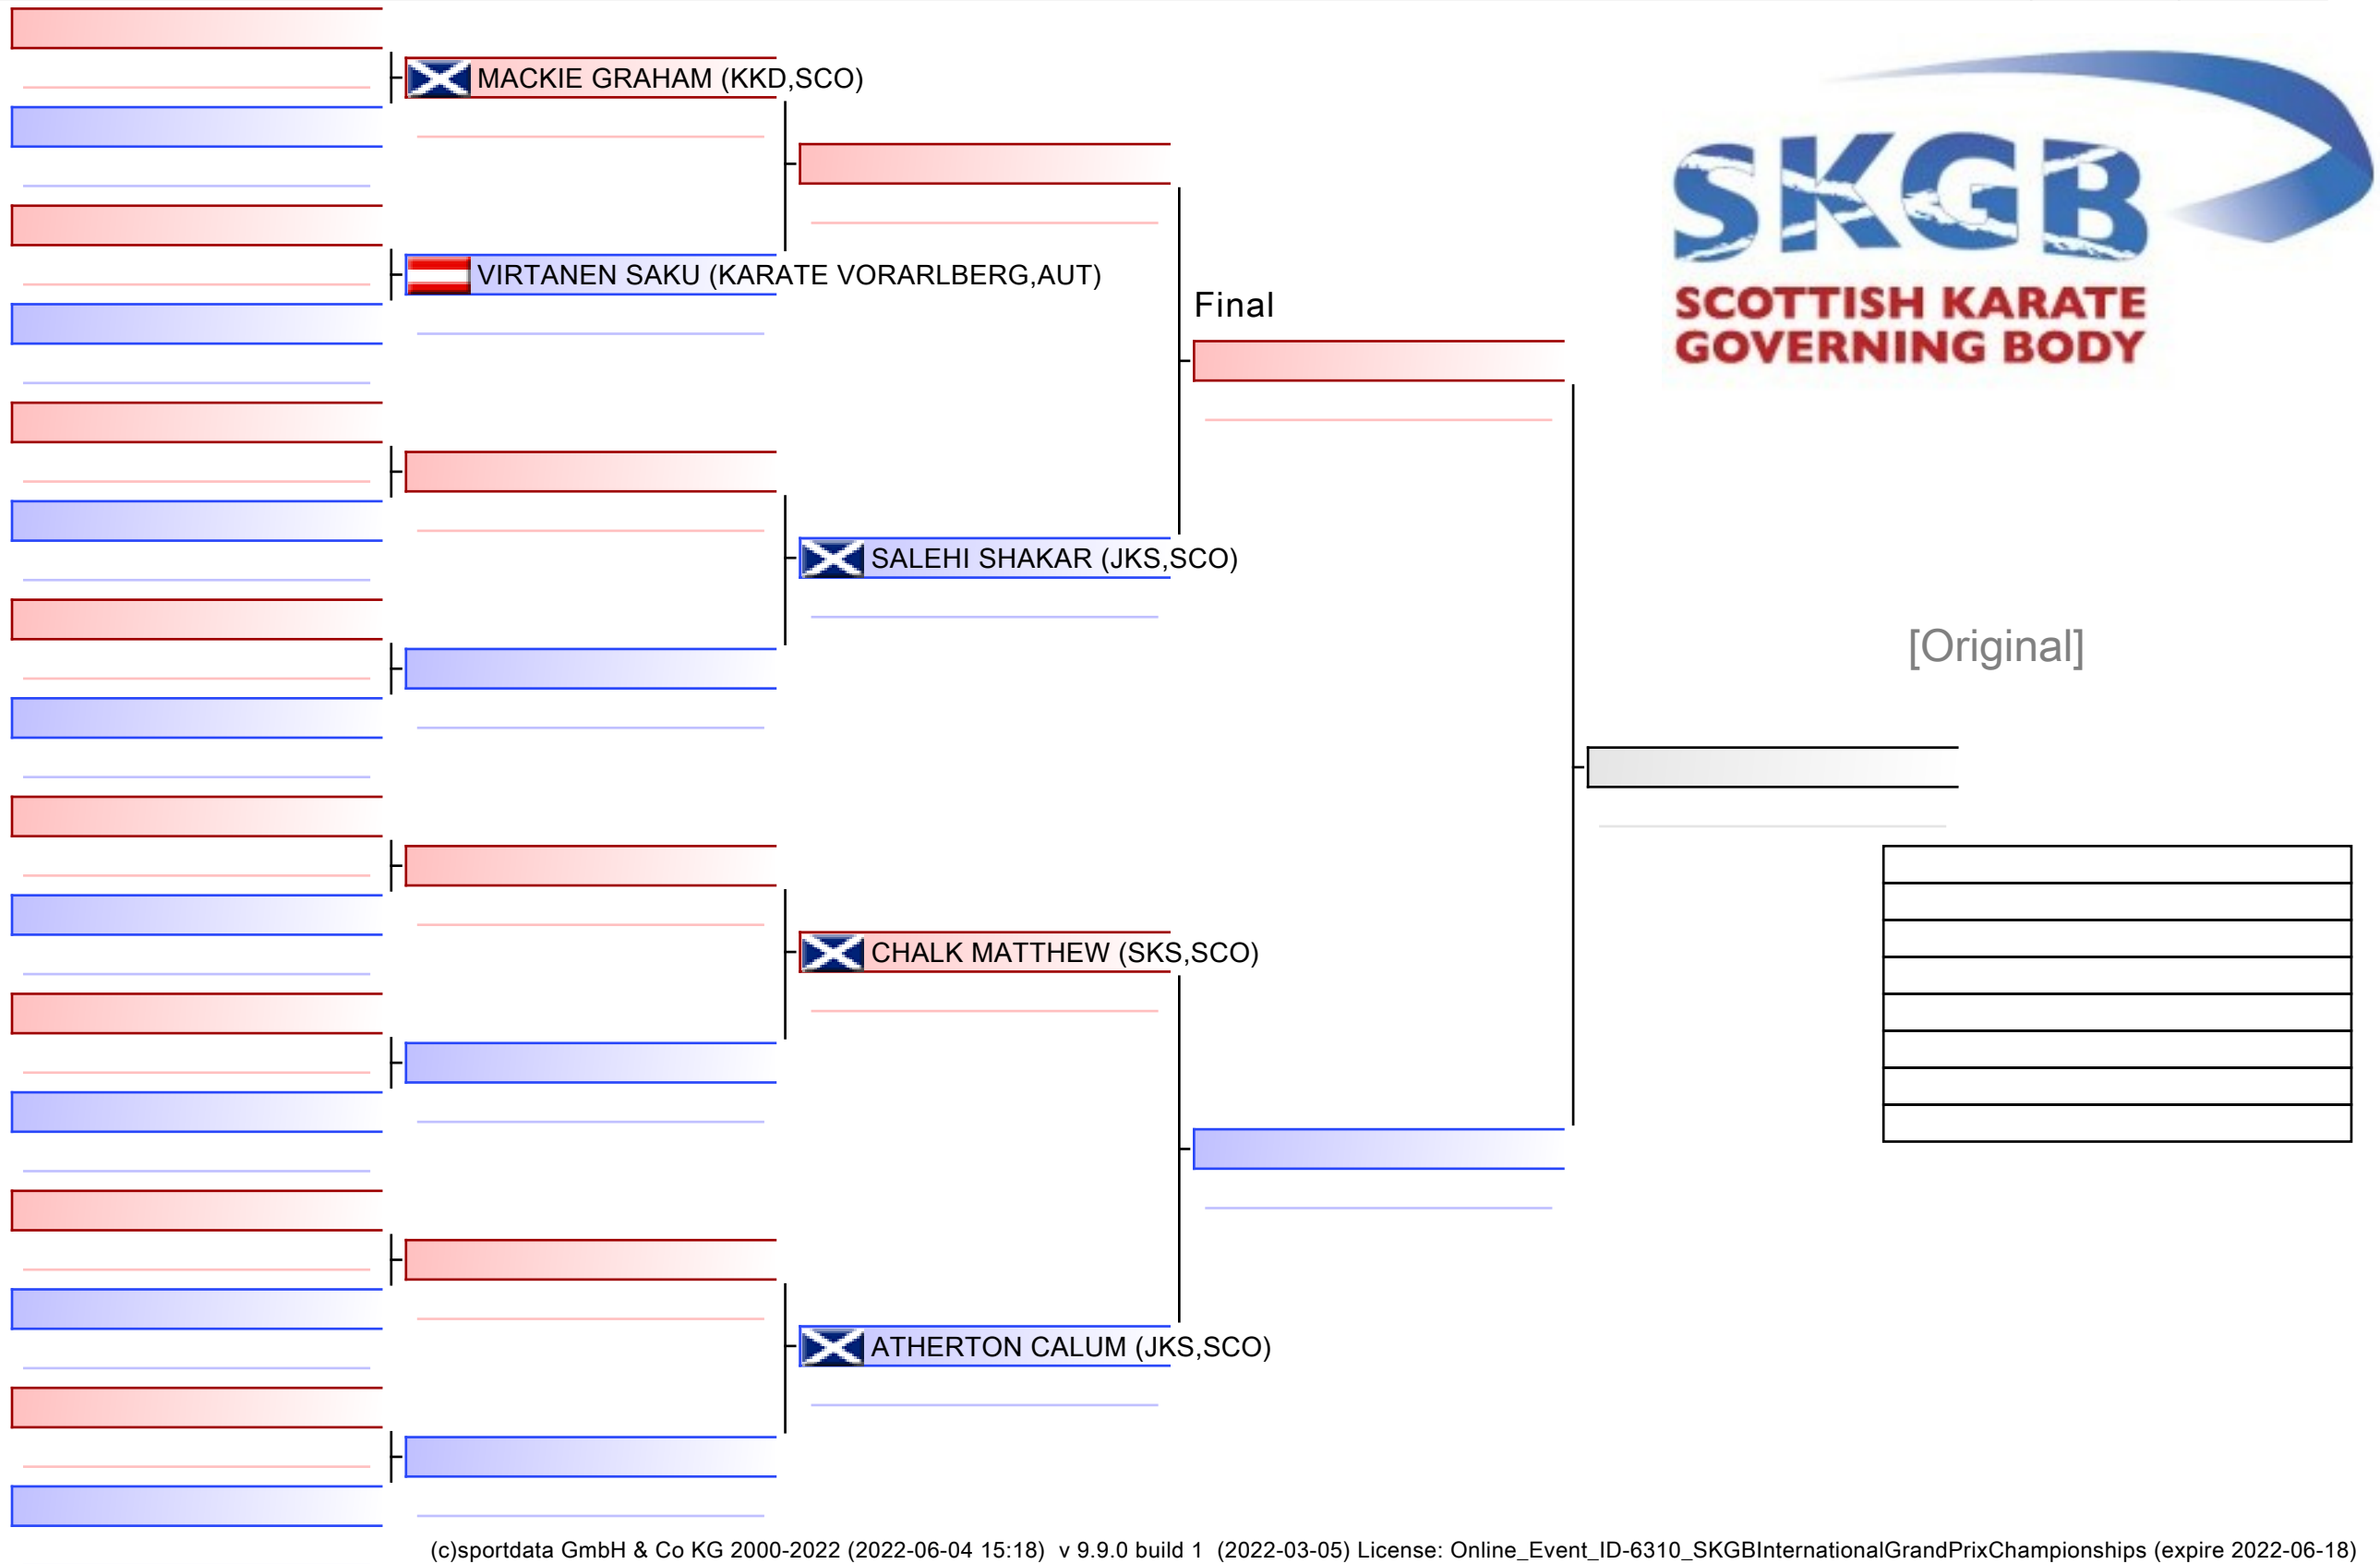 MACKIE GRAHAM (KKD,SCO)
VIRTANEN SAKU (KARATE VORARLBERG,AUT)
SKGB
SCOTTISH KARATE
GOVERNING BODY
Final
SALEHI SHAKAR (JKS,SCO)
[Original]
CHALK MATTHEW (SKS,SCO)
ATHERTON CALUM (JKS,SCO)
(c)sportdata GmbH & Co KG 2000-2022 (2022-06-04 15:18) v 9.9.0 build 1 (2022-03-05) License: Online_Event_ID-6310_SKGBInternationalGrandPrixChampionships (expire 2022-06-18)